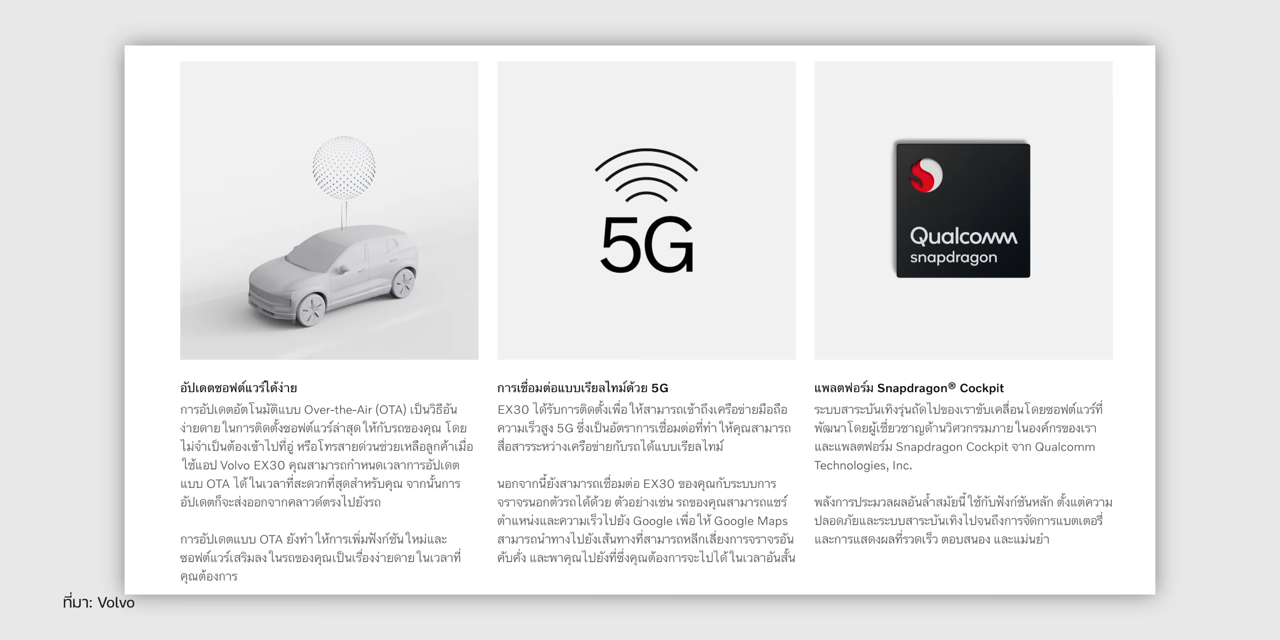 5G
Qualcomm
snapdragon
อัปเดตซอฟต์แวร์ได้ง่าย
การอัปเดตอัตโนมัติแบบ Over-the-Air (OTA) เป็นวิธีอัน
ง่ายดายในการติดตั้งซอฟต์แวร์ล่าสุดให้กับรถของคุณ โดย
ไม่จำเป็นต้องเข้าไปที่อู่ หรือโทรสายด่วนช่วยเหลือลูกค้าเมื่อ
ใช้แอป Volvo EX30 คุณสามารถกำหนดเวลาการอัปเดต
แบบ OTA ได้ในเวลาที่สะดวกที่สุดสำหรับคุณ จากนั้นการ
อัปเดตก็จะส่งออกจากคลาวด์ตรงไปยังรถ
การอัปเดตแบบ OTA ยังทำให้การเพิ่มฟังก์ชันใหม่และ
ซอฟต์แวร์เสริมลงในรถของคุณเป็นเรื่องง่ายดายในเวลาที่
คุณต้องการ
การเชื่อมต่อแบบเรียลไทม์ด้วย 5G
EX30 ได้รับการติดตั้งเพื่อให้สามารถเข้าถึงเครือข่ายมือถือ
ความเร็วสูง 5G ซึ่งเป็นอัตราการเชื่อมต่อที่ทำให้คุณสามารถ
สื่อสารระหว่างเครือข่ายกับรถได้แบบเรียลไทม์
นอกจากนี้ยังสามารถเชื่อมต่อ EX30 ของคุณกับระบบการ
จราจรนอกตัวรถได้ด้วย ตัวอย่างเช่น รถของคุณสามารถแชร์
ตำแหน่งและความเร็วไปยัง Google เพื่อให้ Google Maps
สามารถนำทางไปยังเส้นทางที่สามารถหลีกเลี่ยงการจราจรอัน
คับคั่ง และพาคุณไปยังที่ซึ่งคุณต้องการจะไปได้ในเวลาอันสั้น
แพลตฟอร์ม Snapdragon® Cockpit
ระบบสาระบันเทิงรุ่นถัดไปของเราขับเคลื่อนโดยซอฟต์แวร์ที่
พัฒนาโดยผู้เชี่ยวชาญด้านวิศวกรรมภายในองค์กรของเรา
และแพลตฟอร์ม Snapdragon Cockpit จาก Qualcomm
Technologies, Inc.
พลังการประมวลผลอันล้ำสมัยนี้ใช้กับฟังก์ชันหลัก ตั้งแต่ความ
ปลอดภัยและระบบสาระบันเทิงไปจนถึงการจัดการแบตเตอรี่
และการแสดงผลที่รวดเร็ว ตอบสนอง และแม่นยำ
ที่มา: Volvo